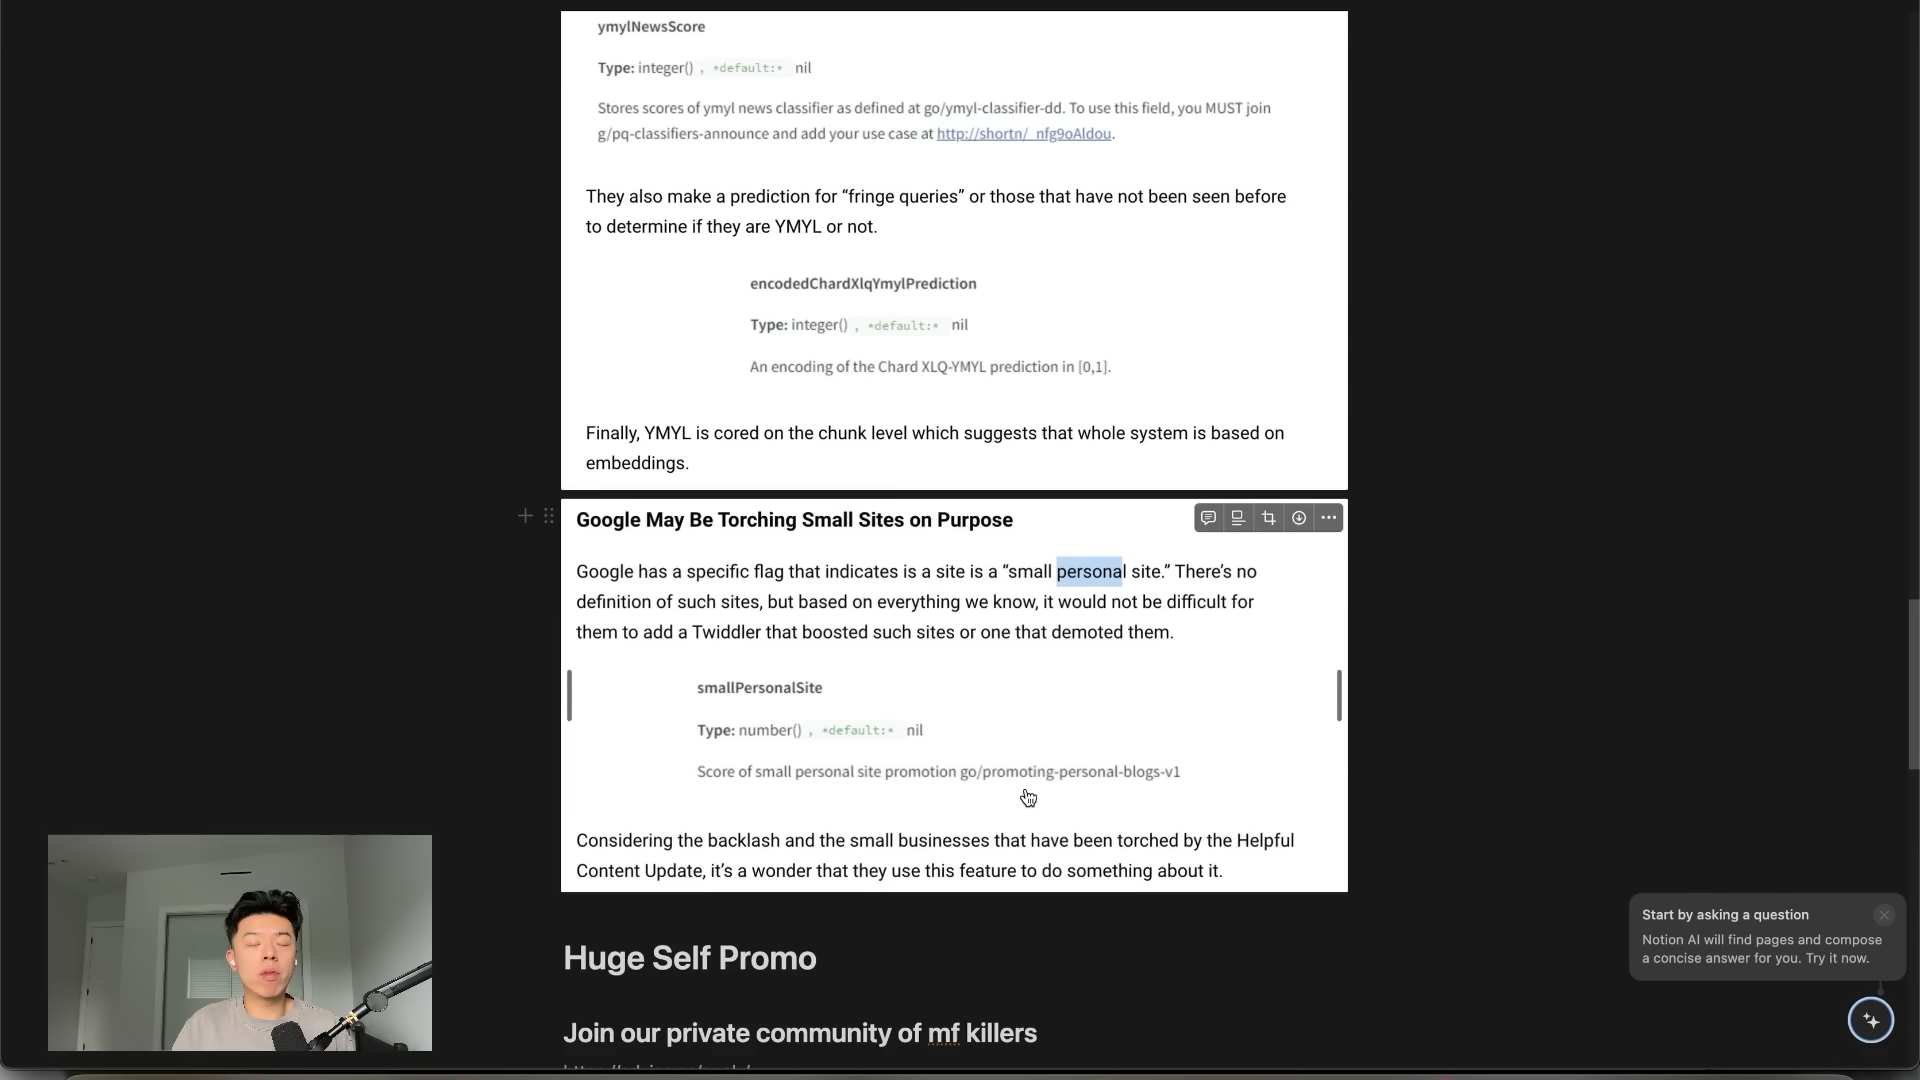 ymylNewsScore
Type: integer() , *default:* nil
Stores scores of ymyl news classifier as defined at go/ymyl-classifier-dd. To use this field, you MUST join
g/pq-classifiers-announce and add your use case at http://shortn/_nfg9oAldou.
They also make a prediction for “fringe queries” or those that have not been seen before
to determine if they are YMYL or not.
encodedChardXlqYmylPrediction
Type: integer() , *default:* nil
An encoding of the Chard XLQ-YMYL prediction in [0,1].
Finally, YMYL is cored on the chunk level which suggests that whole system is based on
embeddings.
Google May Be Torching Small Sites on Purpose
Google has a specific flag that indicates is a site is a “small personal site.” There’s no
definition of such sites, but based on everything we know, it would not be difficult for
them to add a Twiddler that boosted such sites or one that demoted them.
smallPersonalSite
Type: number() , *default:* nil
Score of small personal site promotion go/promoting-personal-blogs-v1
Considering the backlash and the small businesses that have been torched by the Helpful
Content Update, it’s a wonder that they use this feature to do something about it.
Huge Self Promo
Join our private community of mf killers
Start by asking a question
Notion AI will find pages and compose
a concise answer for you. Try it now.